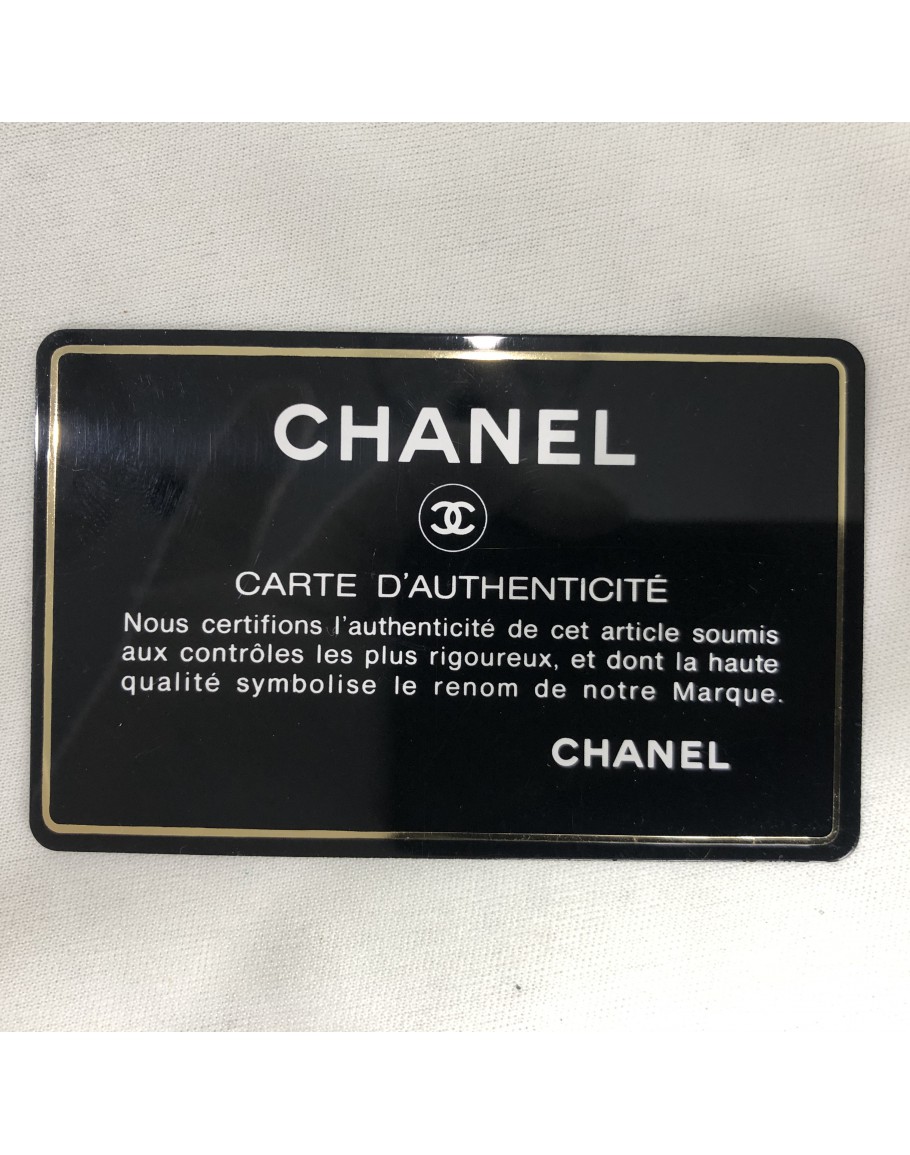 CHANEL
CARTE D'AUTHENTICITÉ
Nous certifions l'authenticité de cet article soumis
aux contrôles les plus rigoureux, et dont la haute
qualité symbolise le renom de notre Marque.
CHANEL